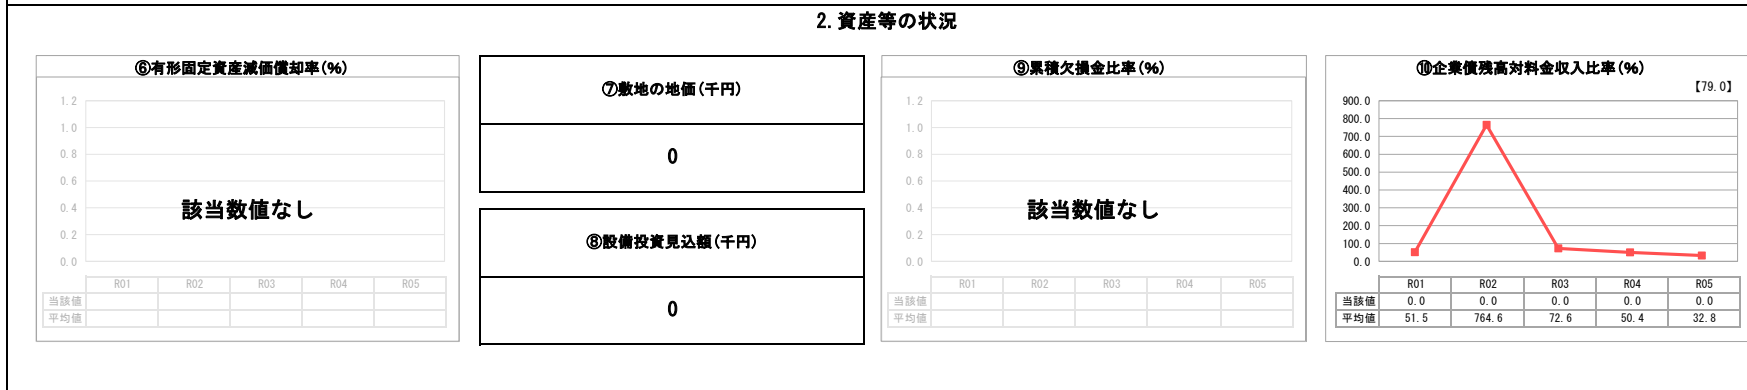 2.資産等の状況
⑥有形固定資産減価償却率(%)
1.2
1.0
0.8
0.6
0.4
0.2
0.0
該当数値なし
R01 R02 R03 R04 R05
当該値
平均値
⑦敷地の地価(千円)
0
⑧設備投資見込額(千円)
0
⑨累積欠損金比率(%)
1.2
1.0
0.8
0.6
0.4
0.2
0.0
該当数値なし
R01 R02 R03 R04 R05
当該値
平均値
⑩企業債残高対料金収入比率(%)
【79.0】
900.0
800.0
700.0
600.0
500.0
400.0
300.0
200.0
100.0
0.0
R01 R02 R03 R04 R05
当該値 0.0 0.0 0.0 0.0 0.0
平均値 51.5 764.6 72.6 50.4 32.8